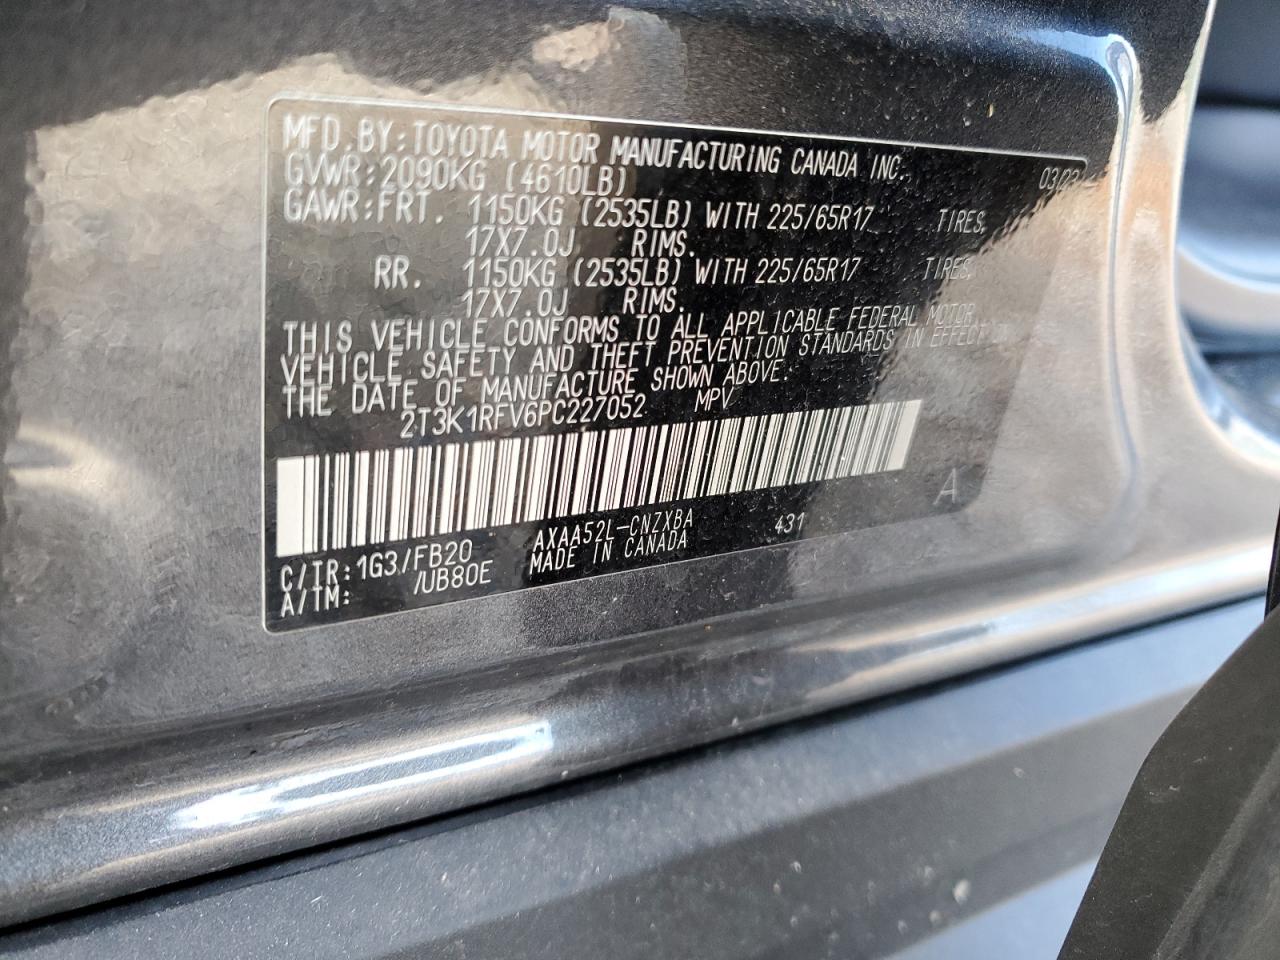 MFD.BY:TOYOTA MOTOR MANUFACTURING CANADA INC.
GVWR:2090KG (4610LB) 03/23
GAWR:FRT. 1150KG (2535LB) WITH 225/65R17 TIRES,
17X7.0J RIMS.
RR. 1150KG (2535LB) WITH 225/65R17 TIRES,
17X7.0J RIMS.
THIS VEHICLE CONFORMS TO ALL APPLICABLE FEDERAL MOTOR
VEHICLE SAFETY AND THEFT PREVENTION STANDARDS IN EFFECT ON
THE DATE OF MANUFACTURE SHOWN ABOVE.
2T3K1RFV6PC227052 MPV
A
C/TR:1G3/FB20 AXAA52L-CNZXBA 431
A/TM: /UB80E MADE IN CANADA